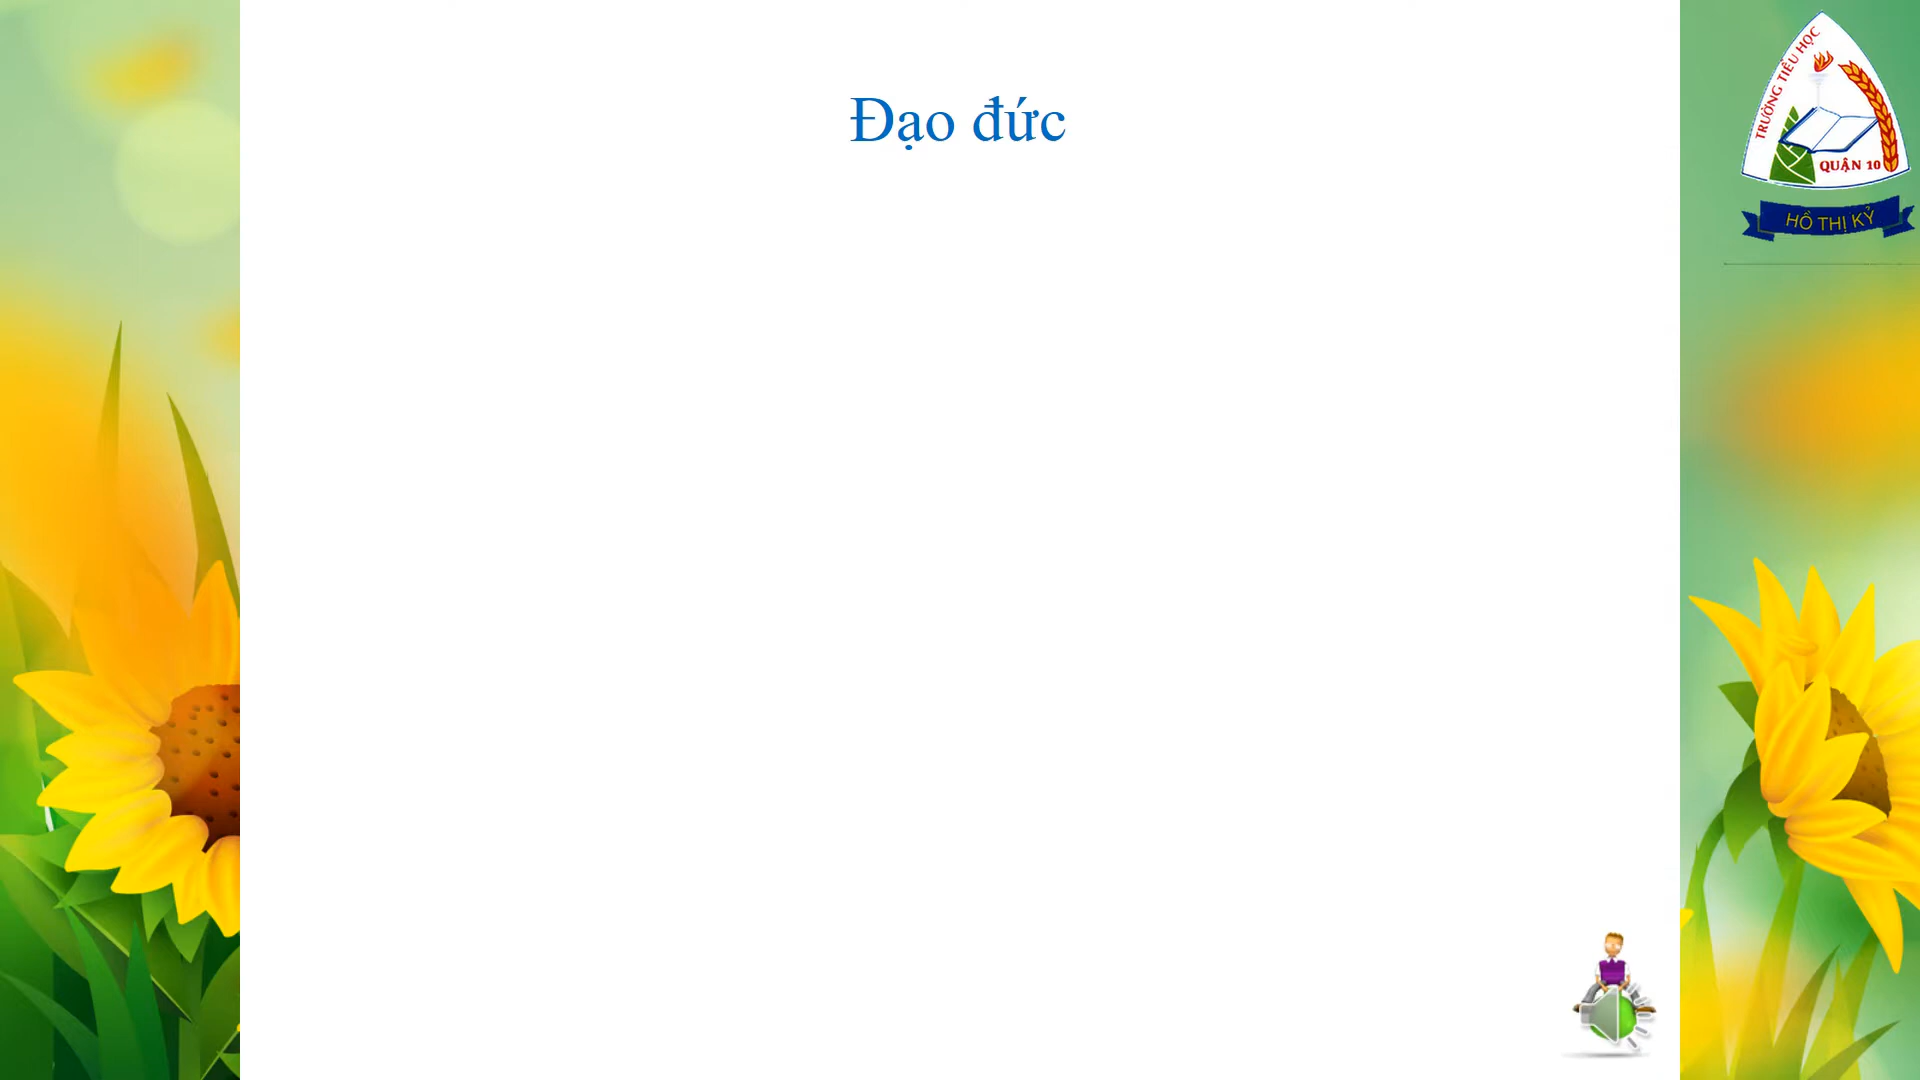 Đạo đức
TRƯỜNG TIỂU HỌC
QUẬN 10
HỒ THỊ KỶ